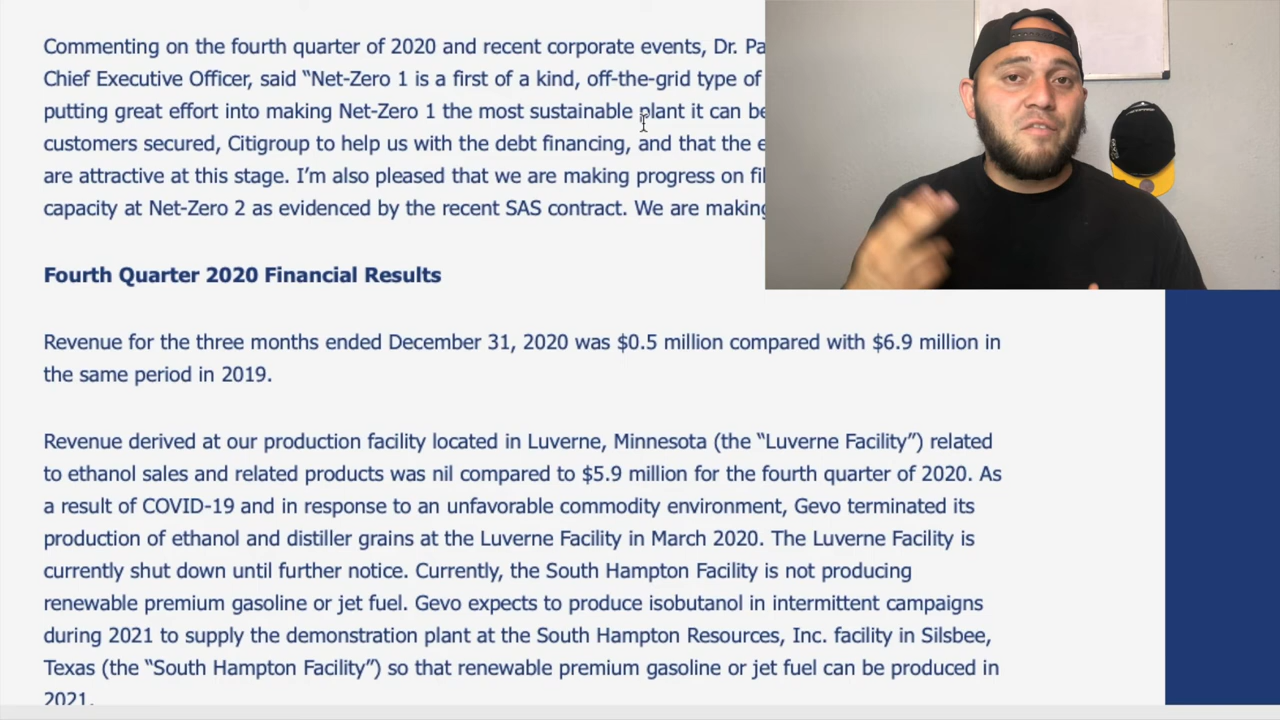 Commenting on the fourth quarter of 2020 and recent corporate events, Dr. Pa
Chief Executive Officer, said “Net-Zero 1 is a first of a kind, off-the-grid type of
putting great effort into making Net-Zero 1 the most sustainable plant it can be
customers secured, Citigroup to help us with the debt financing, and that the e
are attractive at this stage. I’m also pleased that we are making progress on fil
capacity at Net-Zero 2 as evidenced by the recent SAS contract. We are making
Fourth Quarter 2020 Financial Results
Revenue for the three months ended December 31, 2020 was $0.5 million compared with $6.9 million in
the same period in 2019.
Revenue derived at our production facility located in Luverne, Minnesota (the “Luverne Facility”) related
to ethanol sales and related products was nil compared to $5.9 million for the fourth quarter of 2020. As
a result of COVID-19 and in response to an unfavorable commodity environment, Gevo terminated its
production of ethanol and distiller grains at the Luverne Facility in March 2020. The Luverne Facility is
currently shut down until further notice. Currently, the South Hampton Facility is not producing
renewable premium gasoline or jet fuel. Gevo expects to produce isobutanol in intermittent campaigns
during 2021 to supply the demonstration plant at the South Hampton Resources, Inc. facility in Silsbee,
Texas (the “South Hampton Facility”) so that renewable premium gasoline or jet fuel can be produced in
2021.